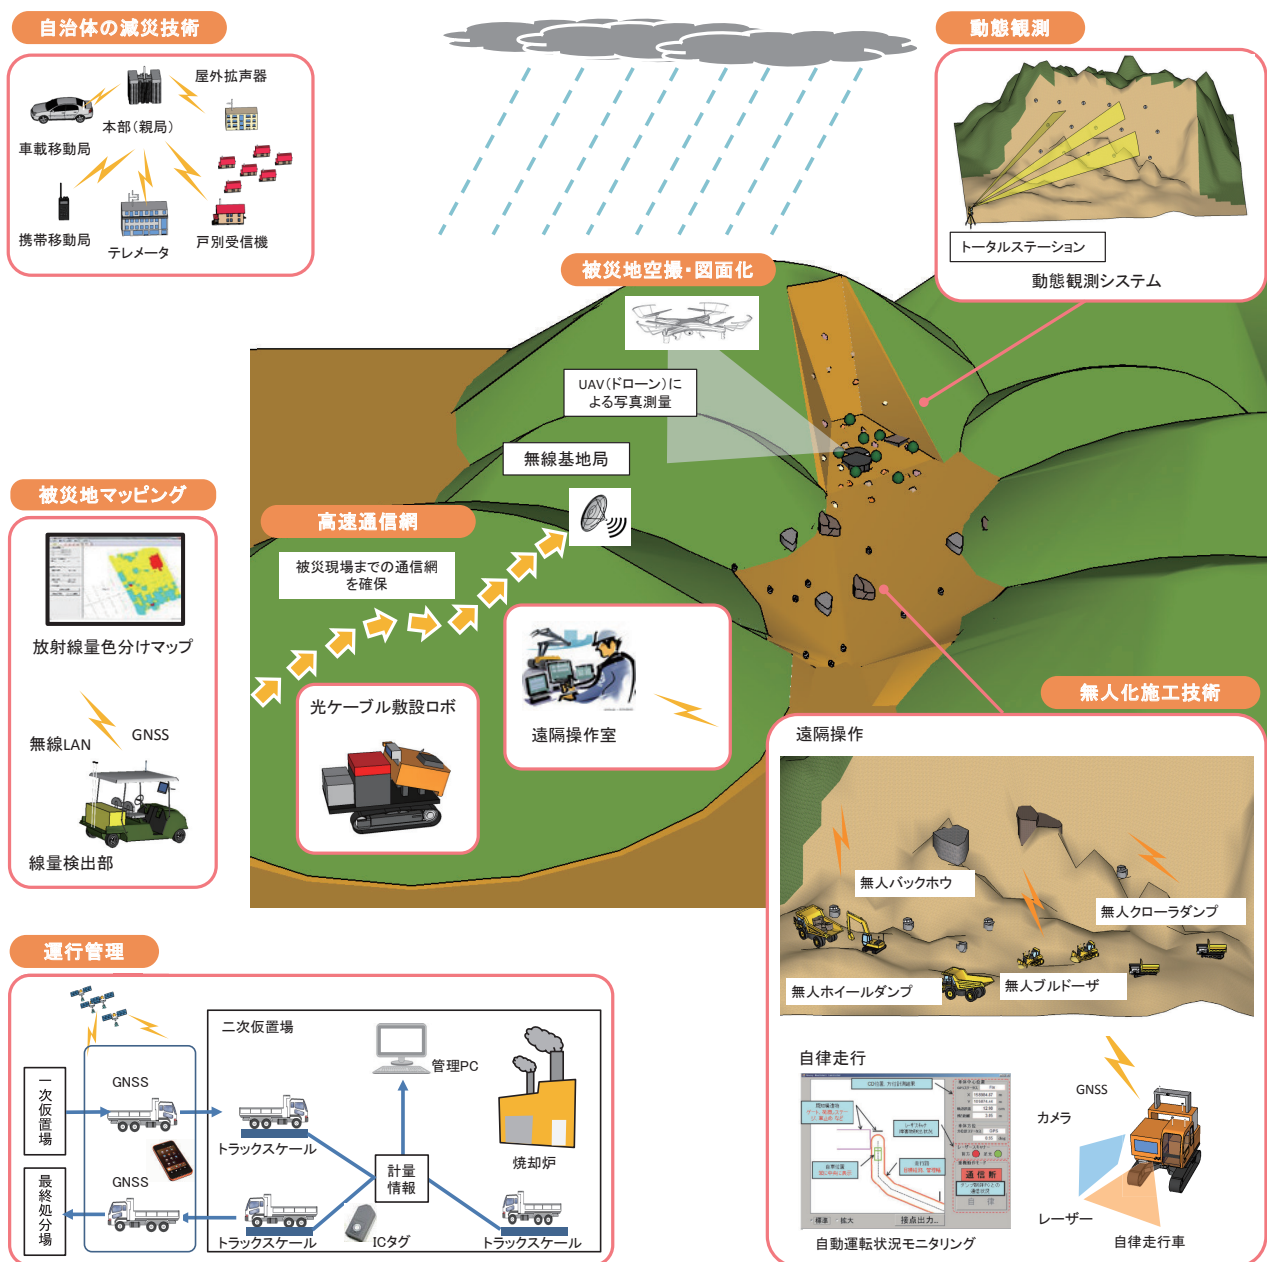 自治体の減災技術
屋外拡声器
本部(親局)
車載移動局
携帯移動局
テレメータ
戸別受信機
動態観測
トータルステーション
動態観測システム
被災地空撮・図面化
UAV(ドローン)に
よる写真測量
無線基地局
高速通信網
被災現場までの通信網
を確保
光ケーブル敷設ロボ
遠隔操作室
被災地マッピング
放射線量色分けマップ
無線LAN
GNSS
線量検出部
無人化施工技術
遠隔操作
無人バックホウ
無人クローラダンプ
無人ホイールダンプ
無人ブルドーザ
自律走行
通信断
自律
標準
拡大
接点出力...
自動運転状況モニタリング
GNSS
カメラ
レーザー
自律走行車
運行管理
一次仮置場
最終処分場
GNSS
GNSS
二次仮置場
管理PC
トラックスケール
焼却炉
計量
情報
ICタグ
トラックスケール
トラックスケール